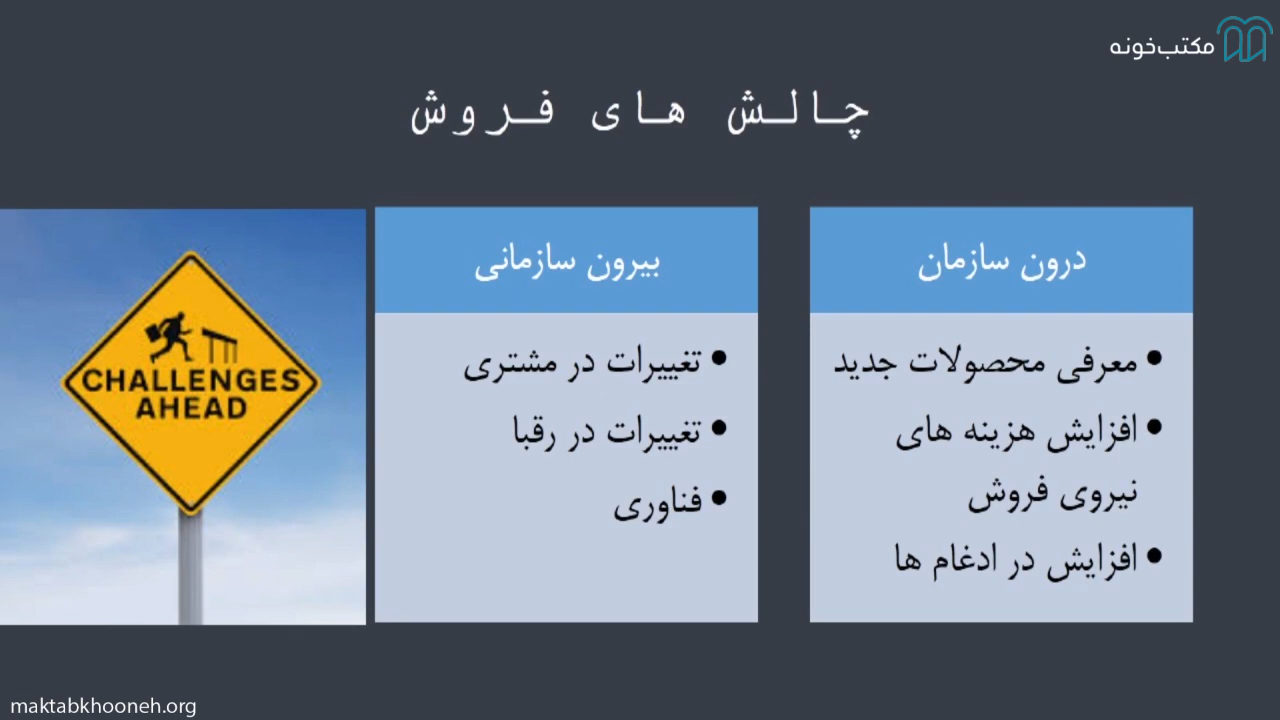 مکتب‌خونه
چالش های فروش
درون سازمان
• معرفی محصولات جدید
• افزایش هزینه های
نیروی فروش
• افزایش در ادغام ها
بیرون سازمانی
• تغییرات در مشتری
• تغییرات در رقبا
• فناوری
CHALLENGES
AHEAD
maktabkhooneh.org